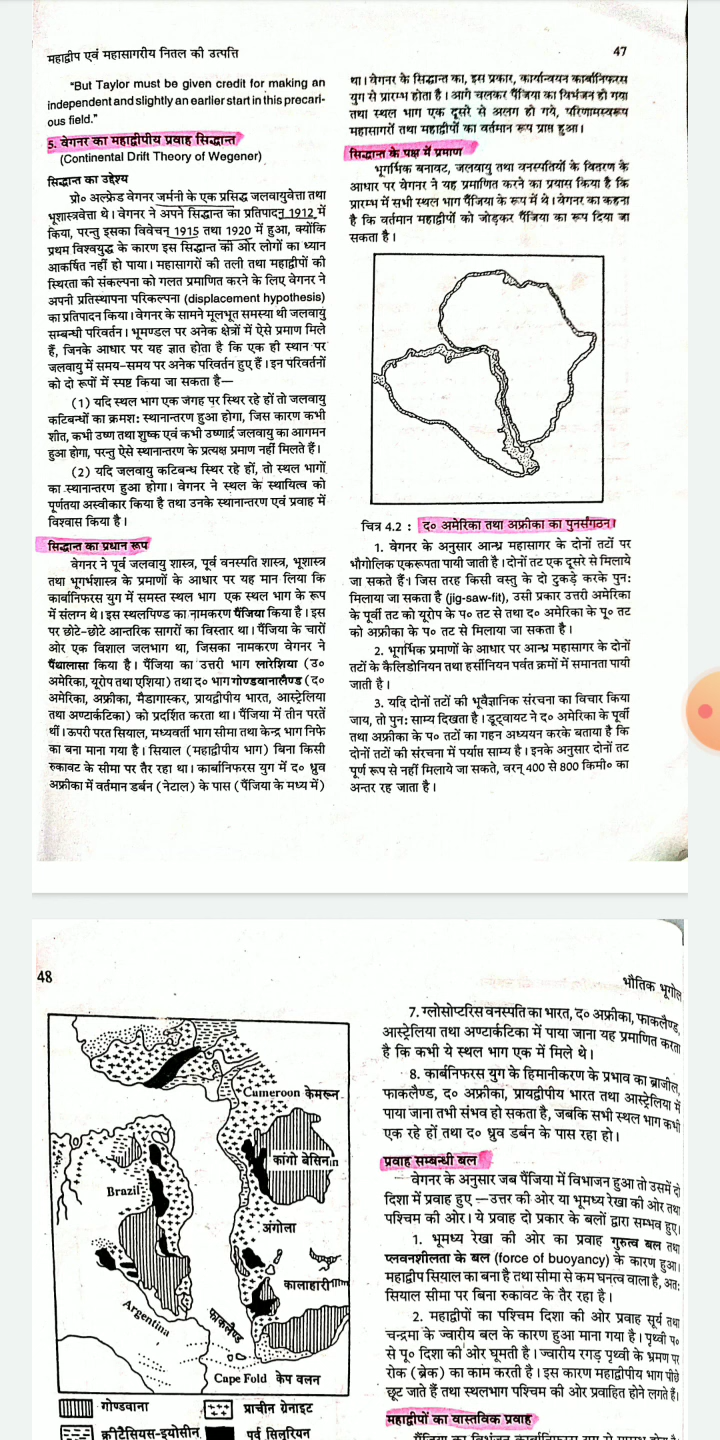 महाद्वीप एवं महासागरीय नितल की उत्पत्ति
47
"But Taylor must be given credit for making an
independent and slightly an earlier start in this precari-
ous field."
5. वेगनर का महाद्वीपीय प्रवाह सिद्धान्त
(Continental Drift Theory of Wegener)
सिद्धान्त का उद्देश्य
प्रो० अल्फ्रेड वेगनर जर्मनी के एक प्रसिद्ध जलवायुवेत्ता तथा
भूशास्त्रवेत्ता थे। वेगनर ने अपने सिद्धान्त का प्रतिपादन 1912 में
किया, परन्तु इसका विवेचन 1915 तथा 1920 में हुआ, क्योंकि
प्रथम विश्वयुद्ध के कारण इस सिद्धान्त की ओर लोगों का ध्यान
आकर्षित नहीं हो पाया। महासागरों की तली तथा महाद्वीपों की
स्थिरता की संकल्पना को गलत प्रमाणित करने के लिए वेगनर ने
अपनी प्रतिस्थापना परिकल्पना (displacement hypothesis)
का प्रतिपादन किया। वेगनर के सामने मूलभूत समस्या थी जलवायु
सम्बन्धी परिवर्तन। भूमण्डल पर अनेक क्षेत्रों में ऐसे प्रमाण मिले
हैं, जिनके आधार पर यह ज्ञात होता है कि एक ही स्थान पर
जलवायु में समय-समय पर अनेक परिवर्तन हुए हैं। इन परिवर्तनों
को दो रूपों में स्पष्ट किया जा सकता है—
(1) यदि स्थल भाग एक जगह पर स्थिर रहे हों तो जलवायु
कटिबन्धों का क्रमश: स्थानान्तरण हुआ होगा, जिस कारण कभी
शीत, कभी उष्ण तथा शुष्क एवं कभी उष्णार्द्र जलवायु का आगमन
हुआ होगा, परन्तु ऐसे स्थानान्तरण के प्रत्यक्ष प्रमाण नहीं मिलते हैं।
(2) यदि जलवायु कटिबन्ध स्थिर रहे हों, तो स्थल भागों
का स्थानान्तरण हुआ होगा। वेगनर ने स्थल के स्थायित्व को
पूर्णतया अस्वीकार किया है तथा उनके स्थानान्तरण एवं प्रवाह में
विश्वास किया है।
सिद्धान्त का प्रधान रूप
वेगनर ने पूर्व जलवायु शास्त्र, पूर्व वनस्पति शास्त्र, भूशास्त्र
तथा भूगर्भशास्त्र के प्रमाणों के आधार पर यह मान लिया कि
कार्बानिफरस युग में समस्त स्थल भाग एक स्थल भाग के रूप
में संलग्न थे। इस स्थलपिण्ड का नामकरण पैंजिया किया है। इस
पर छोटे-छोटे आन्तरिक सागरों का विस्तार था। पैंजिया के चारों
ओर एक विशाल जलभाग था, जिसका नामकरण वेगनर ने
पैंथालासा किया है। पैंजिया का उत्तरी भाग लारेशिया (उ०
अमेरिका, यूरोप तथा एशिया) तथा द० भाग गोण्डवानालैण्ड (द०
अमेरिका, अफ्रीका, मैडागास्कर, प्रायद्वीपीय भारत, आस्ट्रेलिया
तथा अण्टार्कटिका) को प्रदर्शित करता था। पैंजिया में तीन परतें
थीं। ऊपरी परत सियाल, मध्यवर्ती भाग सीमा तथा केन्द्र भाग निफे
का बना माना गया है। सियाल (महाद्वीपीय भाग) बिना किसी
रुकावट के सीमा पर तैर रहा था। कार्बानिफरस युग में द० ध्रुव
अफ्रीका में वर्तमान डर्बन (नेटाल) के पास (पैंजिया के मध्य में)
था। वेगनर के सिद्धान्त का, इस प्रकार, कार्यान्वयन कार्बानिफरस
युग से प्रारम्भ होता है। आगे चलकर पैंजिया का विभंजन हो गया
तथा स्थल भाग एक दूसरे से अलग हो गये, परिणामस्वरूप
महासागरों तथा महाद्वीपों का वर्तमान रूप प्राप्त हुआ।
सिद्धान्त के पक्ष में प्रमाण
भूगर्भिक बनावट, जलवायु तथा वनस्पतियों के वितरण के
आधार पर वेगनर ने यह प्रमाणित करने का प्रयास किया है कि
प्रारम्भ में सभी स्थल भाग पैंजिया के रूप में थे। वेगनर का कहना
है कि वर्तमान महाद्वीपों को जोड़कर पैंजिया का रूप दिया जा
सकता है।
चित्र 4.2 : द० अमेरिका तथा अफ्रीका का पुनर्संगठन।
1. वेगनर के अनुसार आन्ध्र महासागर के दोनों तटों पर
भौगोलिक एकरूपता पायी जाती है। दोनों तट एक दूसरे से मिलाये
जा सकते हैं। जिस तरह किसी वस्तु के दो टुकड़े करके पुन:
मिलाया जा सकता है (jig-saw-fit), उसी प्रकार उत्तरी अमेरिका
के पूर्वी तट को यूरोप के प० तट से तथा द० अमेरिका के पू० तट
को अफ्रीका के प० तट से मिलाया जा सकता है।
2. भूगर्भिक प्रमाणों के आधार पर आन्ध्र महासागर के दोनों
तटों के कैलिडोनियन तथा हर्सीनियन पर्वत क्रमों में समानता पायी
जाती है।
3. यदि दोनों तटों की भूवैज्ञानिक संरचना का विचार किया
जाय, तो पुन: साम्य दिखता है। डूट्वायट ने द० अमेरिका के पूर्वी
तथा अफ्रीका के प० तटों का गहन अध्ययन करके बताया है कि
दोनों तटों की संरचना में पर्याप्त साम्य है। इनके अनुसार दोनों तट
पूर्ण रूप से नहीं मिलाये जा सकते, वरन् 400 से 800 किमी० का
अन्तर रह जाता है।
48
भौतिक भूगोल
Cameroon केमरून
कांगो बेसिन
Brazil
अंगोला
कालाहारी
Argentina
फाकलैण्ड
Cape Fold केप वलन
गोण्डवाना
प्राचीन ग्रेनाइट
क्रीटैसियस-इयोसीन
पूर्व सिलूरियन
7. ग्लोसोप्टरिस वनस्पति का भारत, द० अफ्रीका, फाकलैण्ड,
आस्ट्रेलिया तथा अण्टार्कटिका में पाया जाना यह प्रमाणित करता
है कि कभी ये स्थल भाग एक में मिले थे।
8. कार्बनिफरस युग के हिमानीकरण के प्रभाव का ब्राजील,
फाकलैण्ड, द० अफ्रीका, प्रायद्वीपीय भारत तथा आस्ट्रेलिया में
पाया जाना तभी संभव हो सकता है, जबकि सभी स्थल भाग कभी
एक रहे हों तथा द० ध्रुव डर्बन के पास रहा हो।
प्रवाह सम्बन्धी बल
वेगनर के अनुसार जब पैंजिया में विभाजन हुआ तो उसमें दो
दिशा में प्रवाह हुए —उत्तर की ओर या भूमध्य रेखा की ओर तथा
पश्चिम की ओर। ये प्रवाह दो प्रकार के बलों द्वारा सम्भव हुए।
1. भूमध्य रेखा की ओर का प्रवाह गुरुत्व बल तथा
प्लवनशीलता के बल (force of buoyancy) के कारण हुआ।
महाद्वीप सियाल का बना है तथा सीमा से कम घनत्व वाला है, अत:
सियाल सीमा पर बिना रुकावट के तैर रहा है।
2. महाद्वीपों का पश्चिम दिशा की ओर प्रवाह सूर्य तथा
चन्द्रमा के ज्वारीय बल के कारण हुआ माना गया है। पृथ्वी प०
से पू० दिशा की ओर घूमती है। ज्वारीय रगड़ पृथ्वी के भ्रमण पर
रोक (ब्रेक) का काम करती है। इस कारण महाद्वीपीय भाग पीछे
छूट जाते हैं तथा स्थलभाग पश्चिम की ओर प्रवाहित होने लगते हैं।
महाद्वीपों का वास्तविक प्रवाह